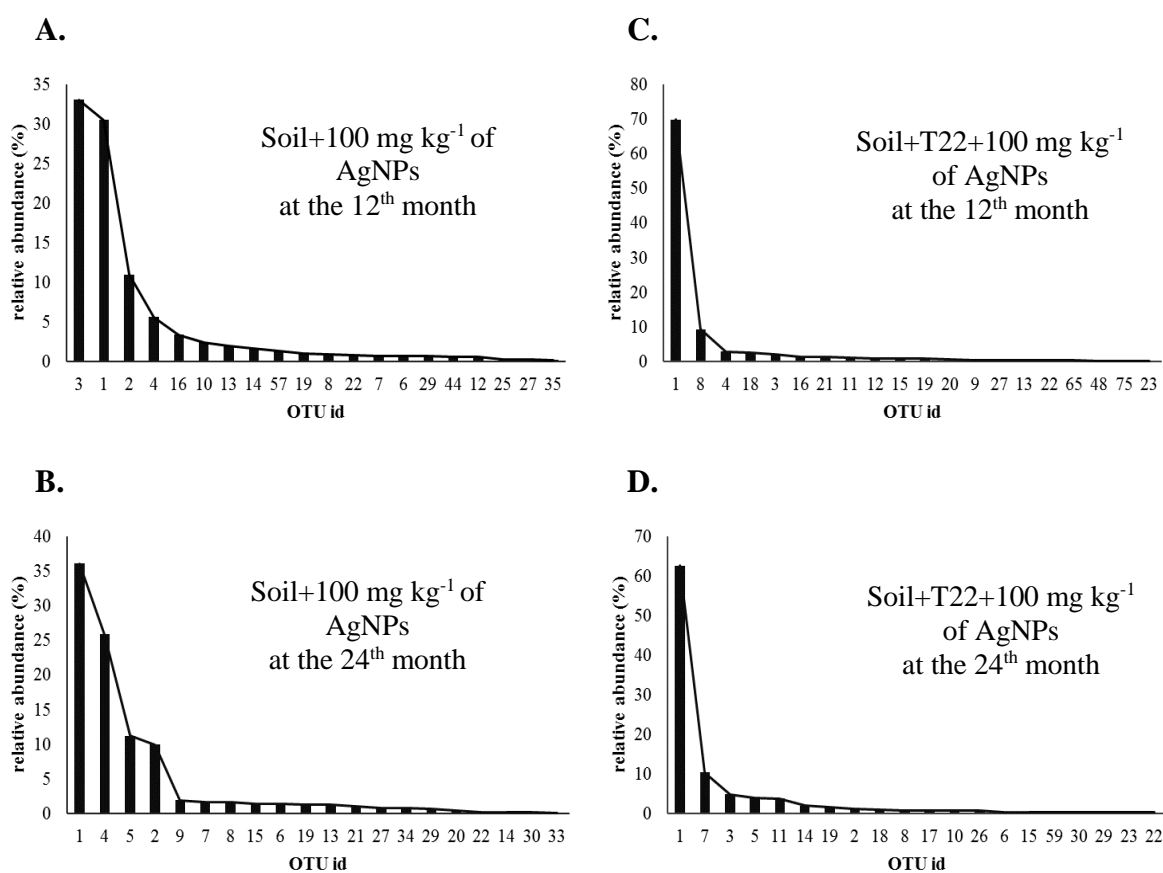 A.
35
30
25
20
15
10
5
0
relative abundance (%)
Soil+100 mg kg-1 of
AgNPs
at the 12th month
3 1 2 4 16 10 13 14 57 19 8 22 7 6 29 44 12 25 27 35
OTU id
C.
80
70
60
50
40
30
20
10
0
relative abundance (%)
Soil+T22+100 mg kg-1
of AgNPs
at the 12th month
1 8 4 18 3 16 21 11 12 15 19 20 9 27 13 22 65 48 75 23
OTU id
B.
40
35
30
25
20
15
10
5
0
relative abundance (%)
Soil+100 mg kg-1 of
AgNPs
at the 24th month
1 4 5 2 9 7 8 15 6 19 13 21 27 34 29 20 22 14 30 33
OTU id
D.
70
60
50
40
30
20
10
0
relative abundance (%)
Soil+T22+100 mg kg-1
of AgNPs
at the 24th month
1 7 3 5 11 14 19 2 18 8 17 10 26 6 15 59 30 29 23 22
OTU id